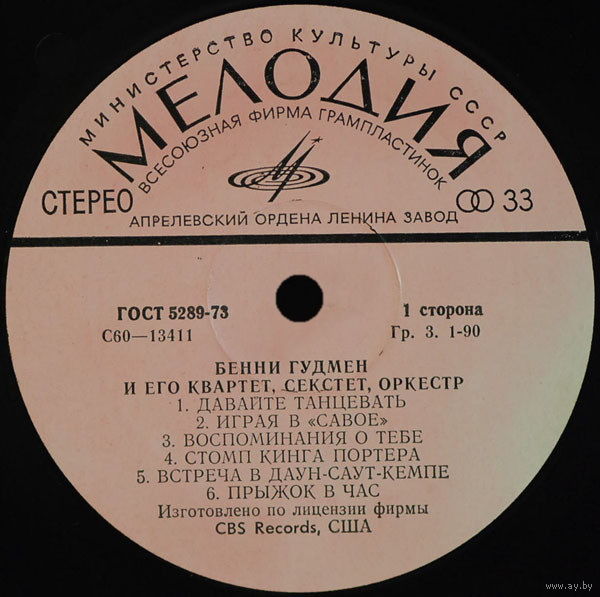 МИНИСТЕРСТВО КУЛЬТУРЫ СССР
МЕЛОДИЯ
ВСЕСОЮЗНАЯ ФИРМА ГРАМПЛАСТИНОК
СТЕРЕО
33
АПРЕЛЕВСКИЙ ОРДЕНА ЛЕНИНА ЗАВОД
ГОСТ 5289-73
1 сторона
С60—13411
Гр. 3. 1-90
БЕННИ ГУДМЕН
И ЕГО КВАРТЕТ, СЕКСТЕТ, ОРКЕСТР
1. ДАВАЙТЕ ТАНЦЕВАТЬ
2. ИГРАЯ В «САВОЕ»
3. ВОСПОМИНАНИЯ О ТЕБЕ
4. СТОМП КИНГА ПОРТЕРА
5. ВСТРЕЧА В ДАУН-САУТ-КЕМПЕ
6. ПРЫЖОК В ЧАС
Изготовлено по лицензии фирмы
CBS Records, США
www.ay.by